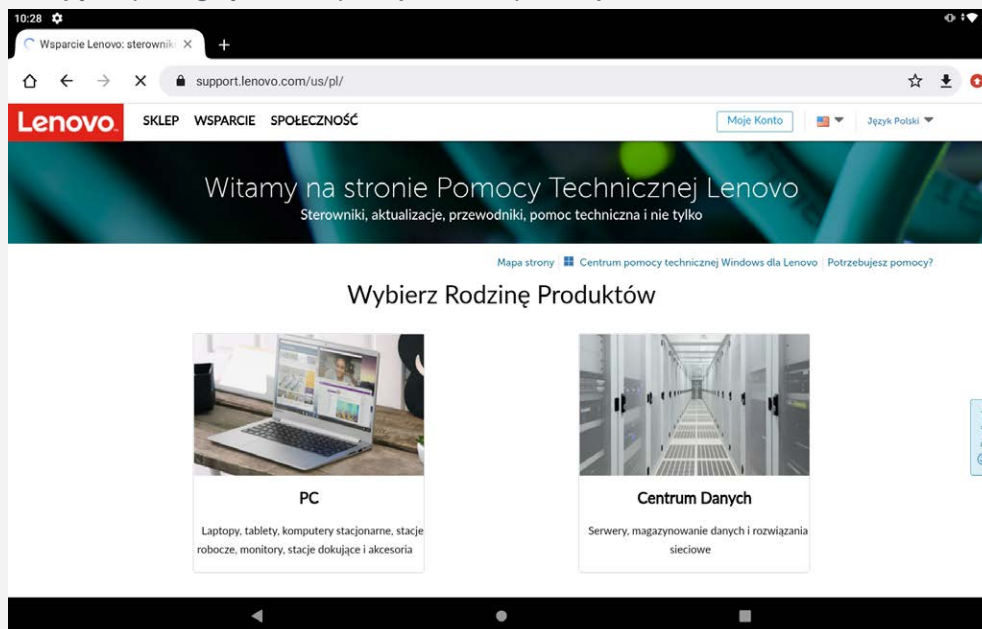 10:28
Wsparcie Lenovo: sterownik
support.lenovo.com/us/pl/
Lenovo SKLEP WSPARCIE SPOŁECZNOŚĆ Moje Konto Język Polski
Witamy na stronie Pomocy Technicznej Lenovo
Sterowniki, aktualizacje, przewodniki, pomoc techniczna i nie tylko
Mapa strony Centrum pomocy technicznej Windows dla Lenovo Potrzebujesz pomocy?
Wybierz Rodzinę Produktów
PC
Laptopy, tablety, komputery stacjonarne, stacje
robocze, monitory, stacje dokujące i akcesoria
Centrum Danych
Serwery, magazynowanie danych i rozwiązania
sieciowe